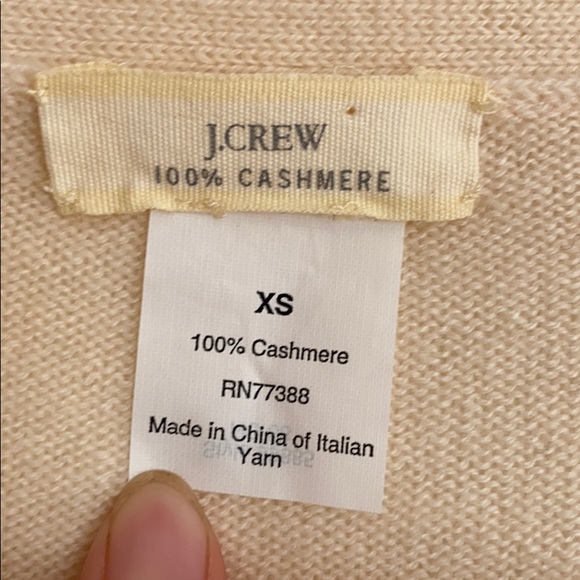 J.CREW
100% CASHMERE
XS
100% Cashmere
RN77388
Made in China of Italian
Yarn